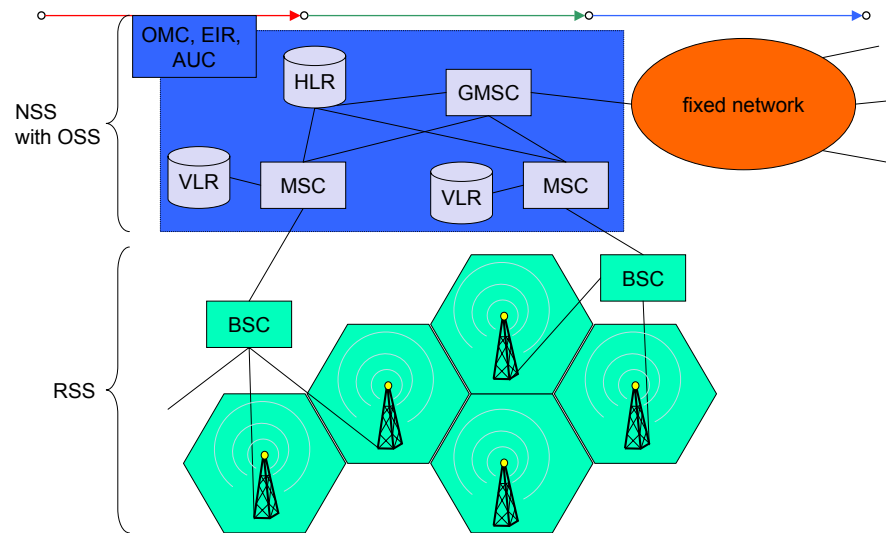 OMC, EIR,
AUC
HLR
GMSC
fixed network
NSS
with OSS
VLR
MSC
VLR
MSC
BSC
BSC
RSS